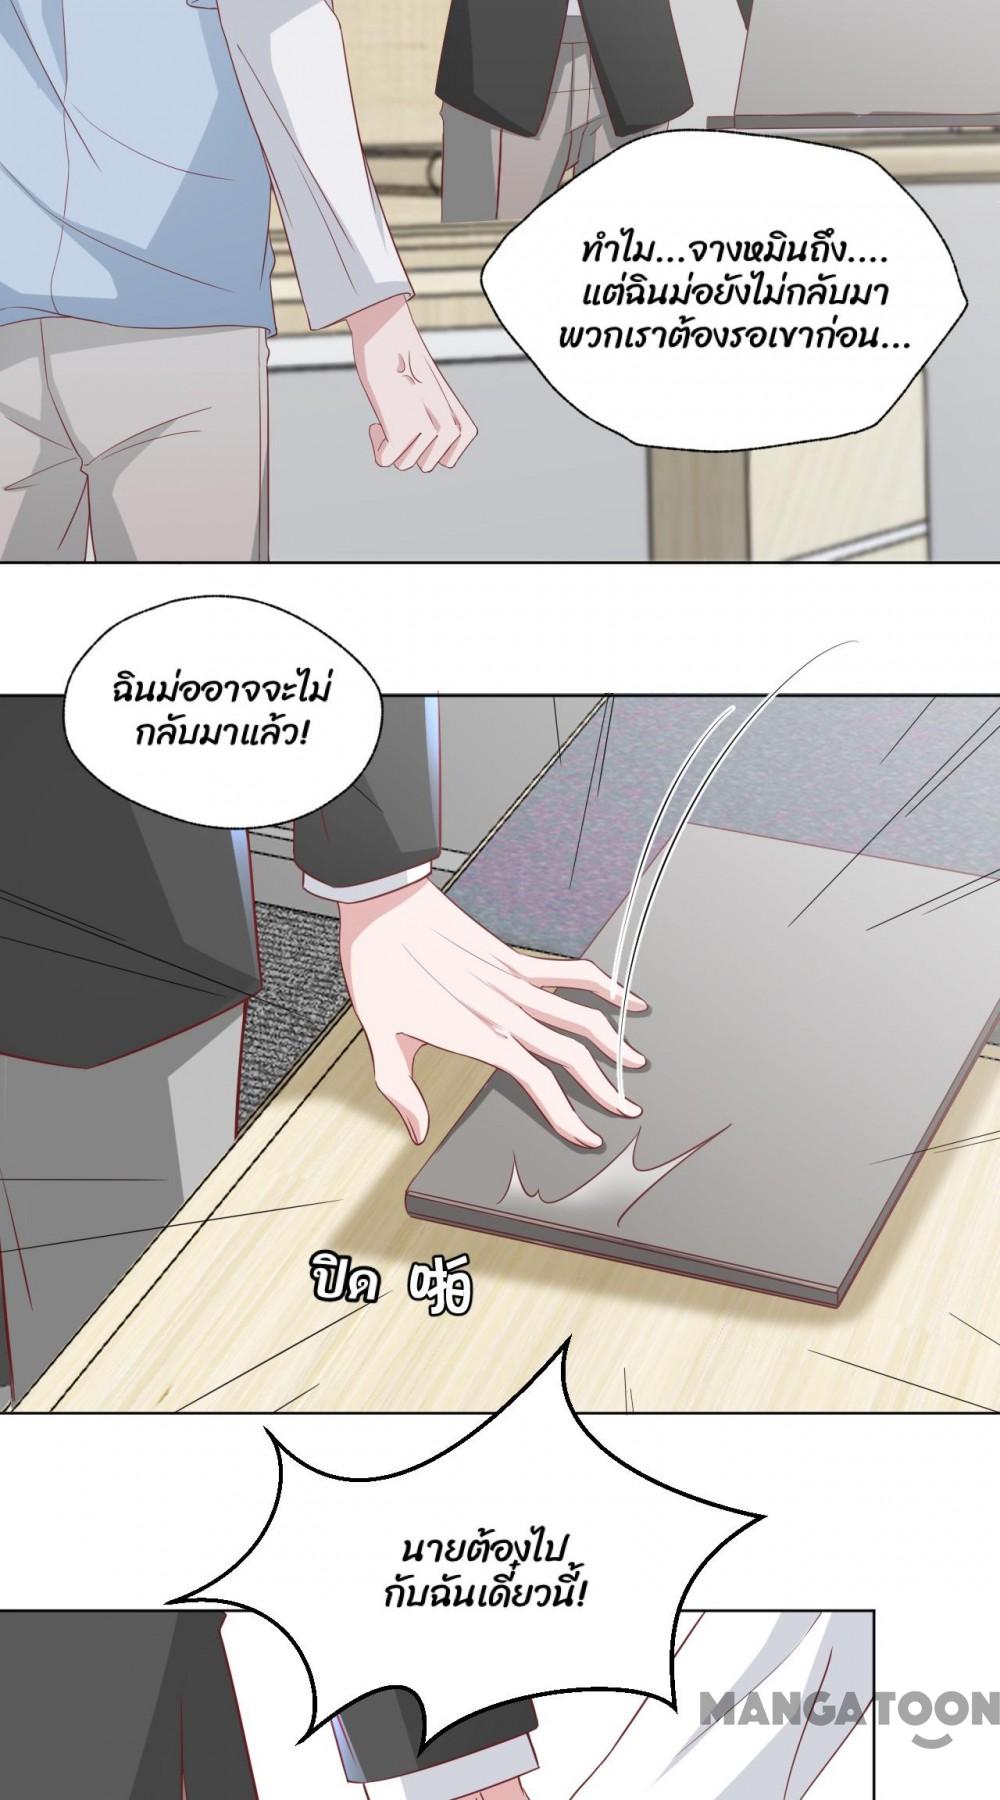 ทำไม...จางหมินถึง....
แต่ฉินม่อยังไม่กลับมา
พวกเราต้องรอเขาก่อน...
ฉินม่ออาจจะไม่
กลับมาแล้ว!
ปิด 啪
นายต้องไป
กับฉันเดี๋ยวนี้!
MANGATOON